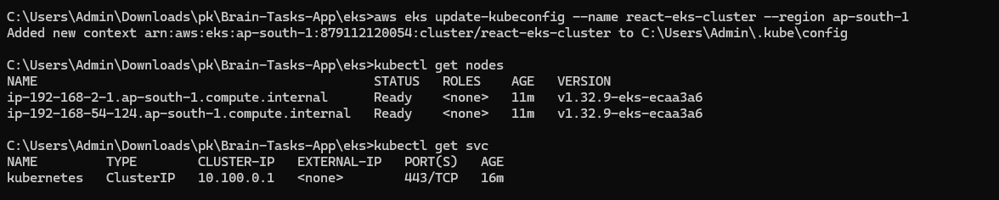 C:\Users\Admin\Downloads\pk\Brain-Tasks-App\eks>aws eks update-kubeconfig --name react-eks-cluster --region ap-south-1
Added new context arn:aws:eks:ap-south-1:879112120054:cluster/react-eks-cluster to C:\Users\Admin\.kube\config
C:\Users\Admin\Downloads\pk\Brain-Tasks-App\eks>kubectl get nodes
NAME                                           STATUS   ROLES    AGE   VERSION
ip-192-168-2-1.ap-south-1.compute.internal     Ready    <none>   11m   v1.32.9-eks-ecaa3a6
ip-192-168-54-124.ap-south-1.compute.internal   Ready    <none>   11m   v1.32.9-eks-ecaa3a6
C:\Users\Admin\Downloads\pk\Brain-Tasks-App\eks>kubectl get svc
NAME         TYPE        CLUSTER-IP   EXTERNAL-IP   PORT(S)   AGE
kubernetes   ClusterIP   10.100.0.1   <none>        443/TCP   16m